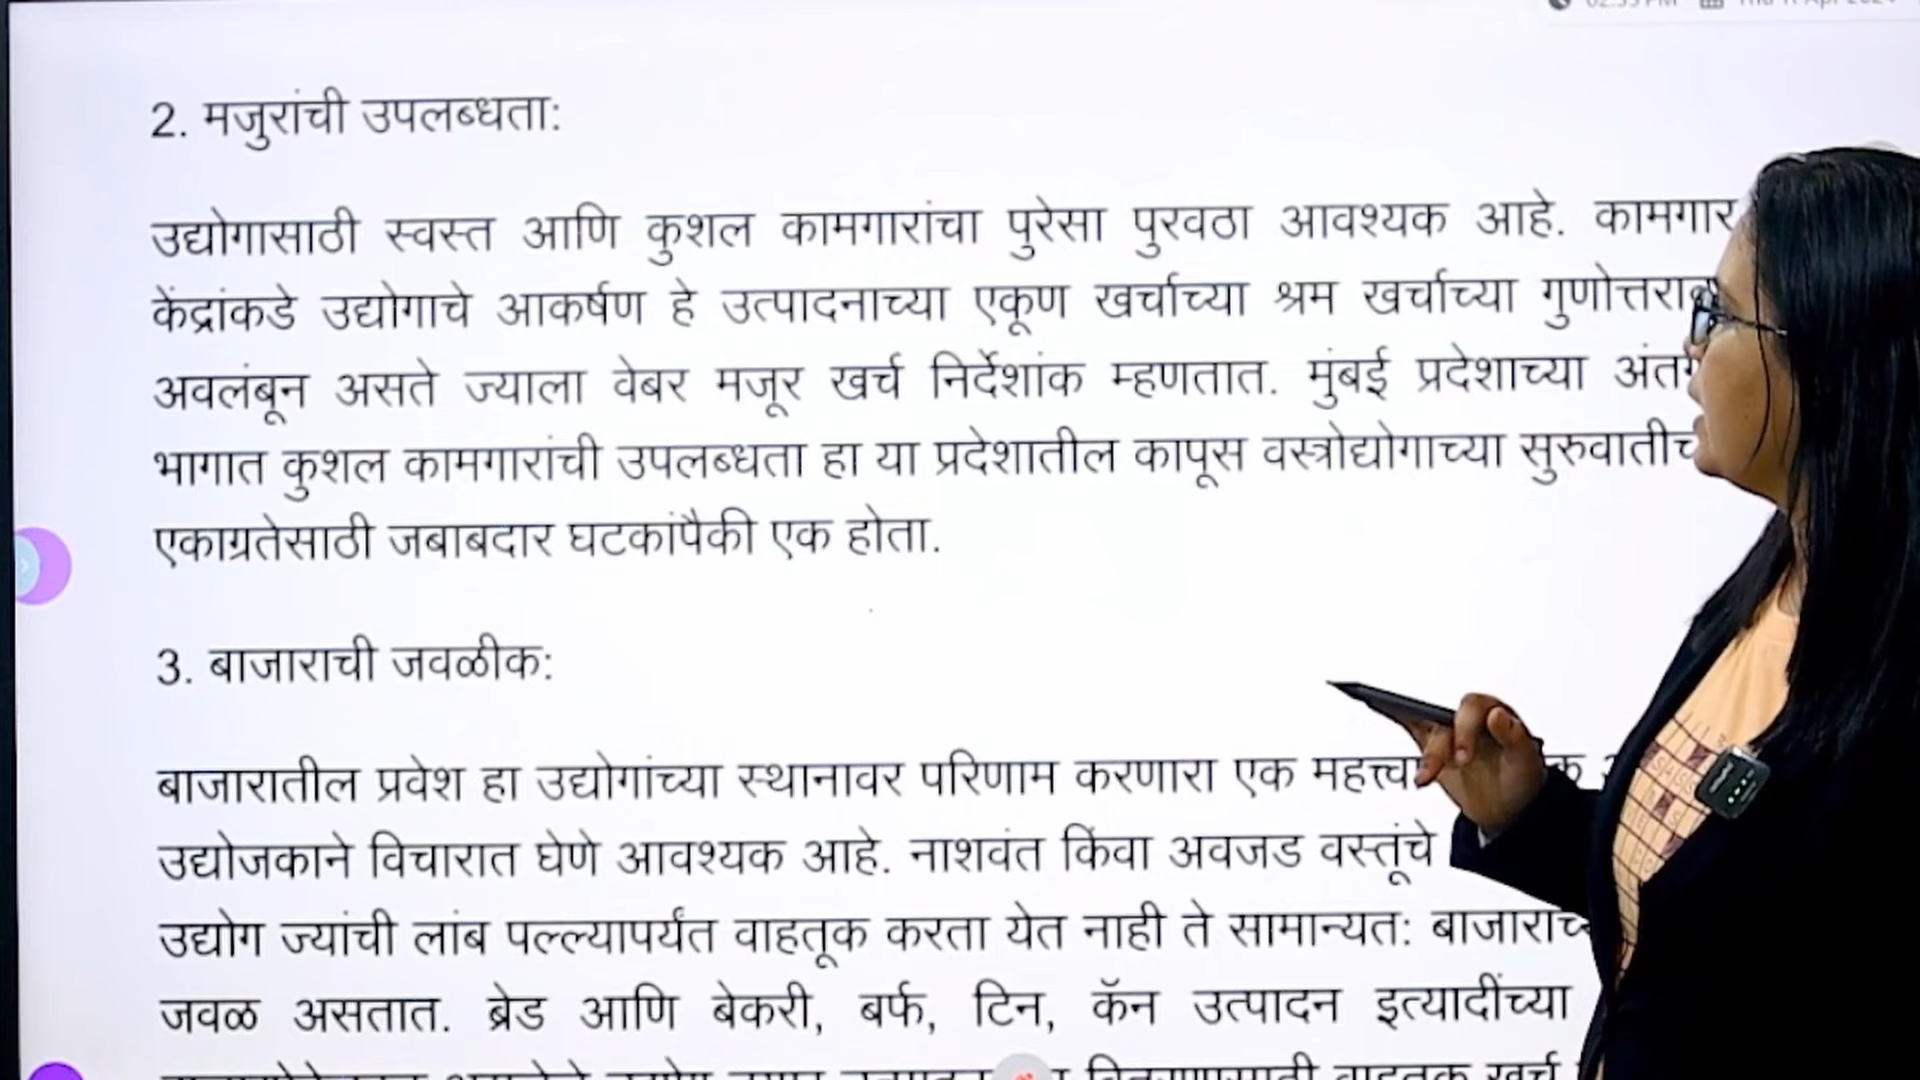 2. मजुरांची उपलब्धता:
उद्योगासाठी स्वस्त आणि कुशल कामगारांचा पुरेसा पुरवठा आवश्यक आहे. कामगार
केंद्रांकडे उद्योगाचे आकर्षण हे उत्पादनाच्या एकूण खर्चाच्या श्रम खर्चाच्या
अवलंबून असते ज्याला वेबर मजूर खर्च निर्देशांक म्हणतात. मुंबई प्रदेशाच्या
भागात कुशल कामगारांची उपलब्धता हा या प्रदेशातील कापूस वस्त्रोद्योगाच्या
एकाग्रतेसाठी जबाबदार घटकांपैकी एक होता.
3. बाजाराची जवळीक:
बाजारातील प्रवेश हा उद्योगांच्या स्थानावर परिणाम करणारा एक
उद्योजकाने विचारात घेणे आवश्यक आहे. नाशवंत किंवा अवजड वस्तूंचे
उद्योग ज्यांची लांब पल्ल्यापर्यंत वाहतूक करता येत नाही ते सामान्यत:
जवळ असतात. ब्रेड आणि बेकरी, बर्फ, टिन, कॅन उत्पादन इत्यादींच्या